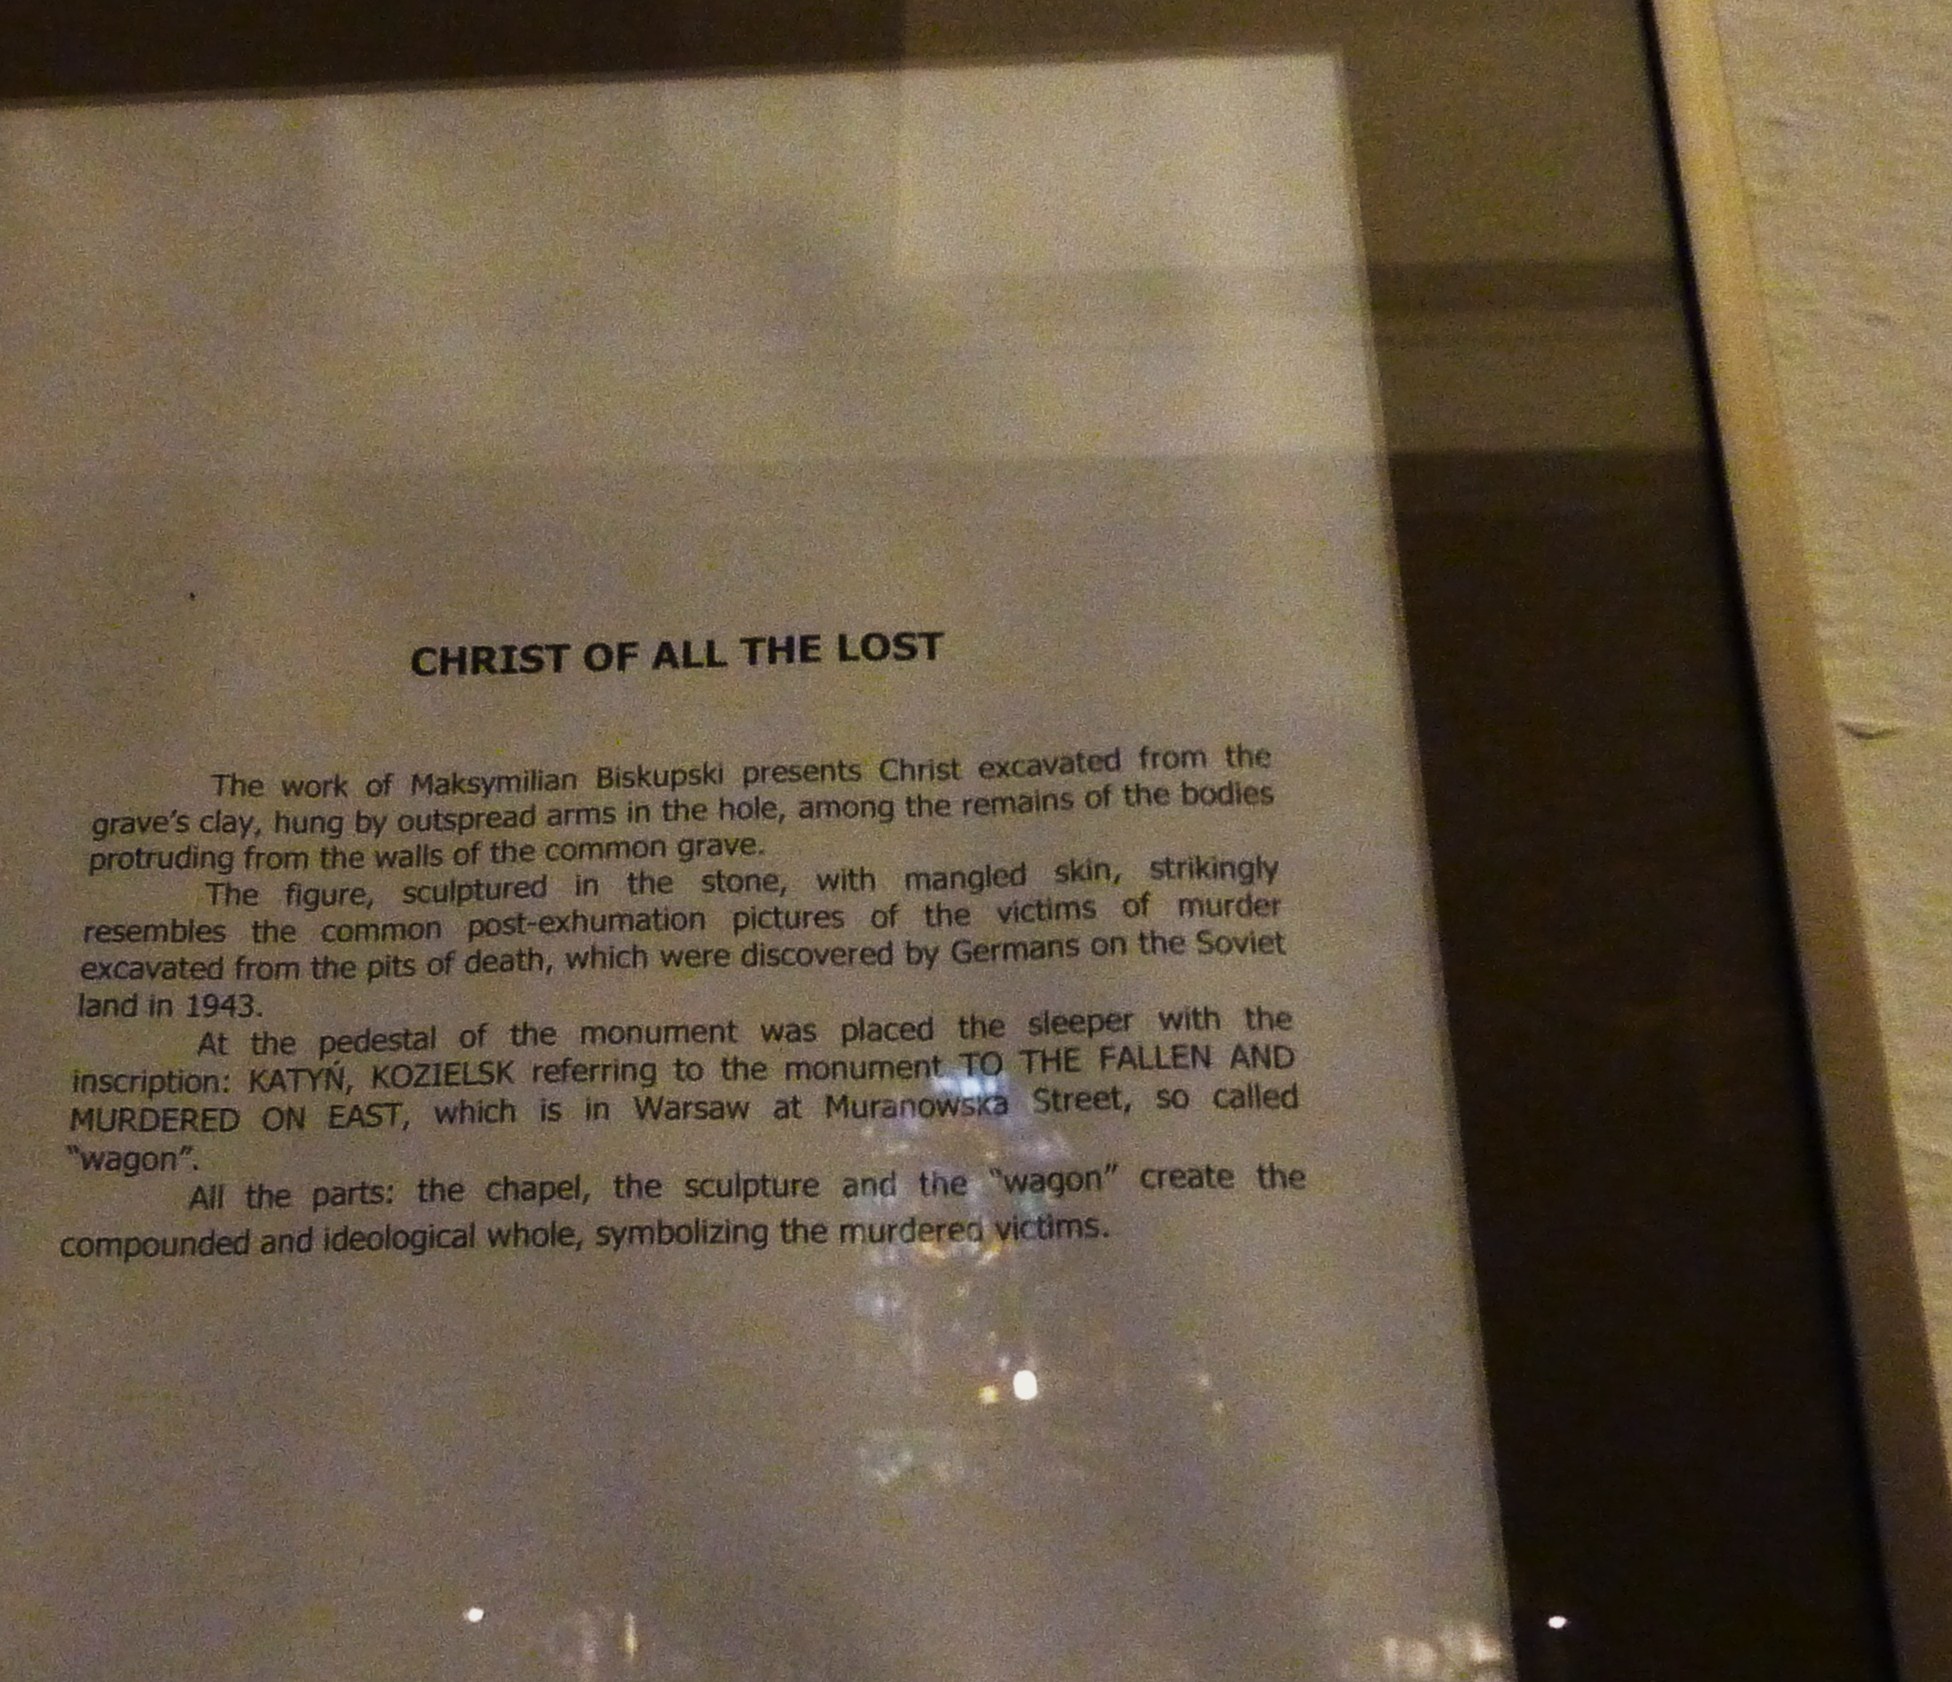 CHRIST OF ALL THE LOST
The work of Maksymilian Biskupski presents Christ excavated from the
grave's clay, hung by outspread arms in the hole, among the remains of the bodies
protruding from the walls of the common grave.
The figure, sculptured in the stone, with mangled skin, strikingly
resembles the common post-exhumation pictures of the victims of murder
excavated from the pits of death, which were discovered by Germans on the Soviet
land in 1943.
At the pedestal of the monument was placed the sleeper with the
inscription: KATYŃ, KOZIELSK referring to the monument TO THE FALLEN AND
MURDERED ON EAST, which is in Warsaw at Muranowska Street, so called
"wagon".
All the parts: the chapel, the sculpture and the "wagon" create the
compounded and ideological whole, symbolizing the murdered victims.